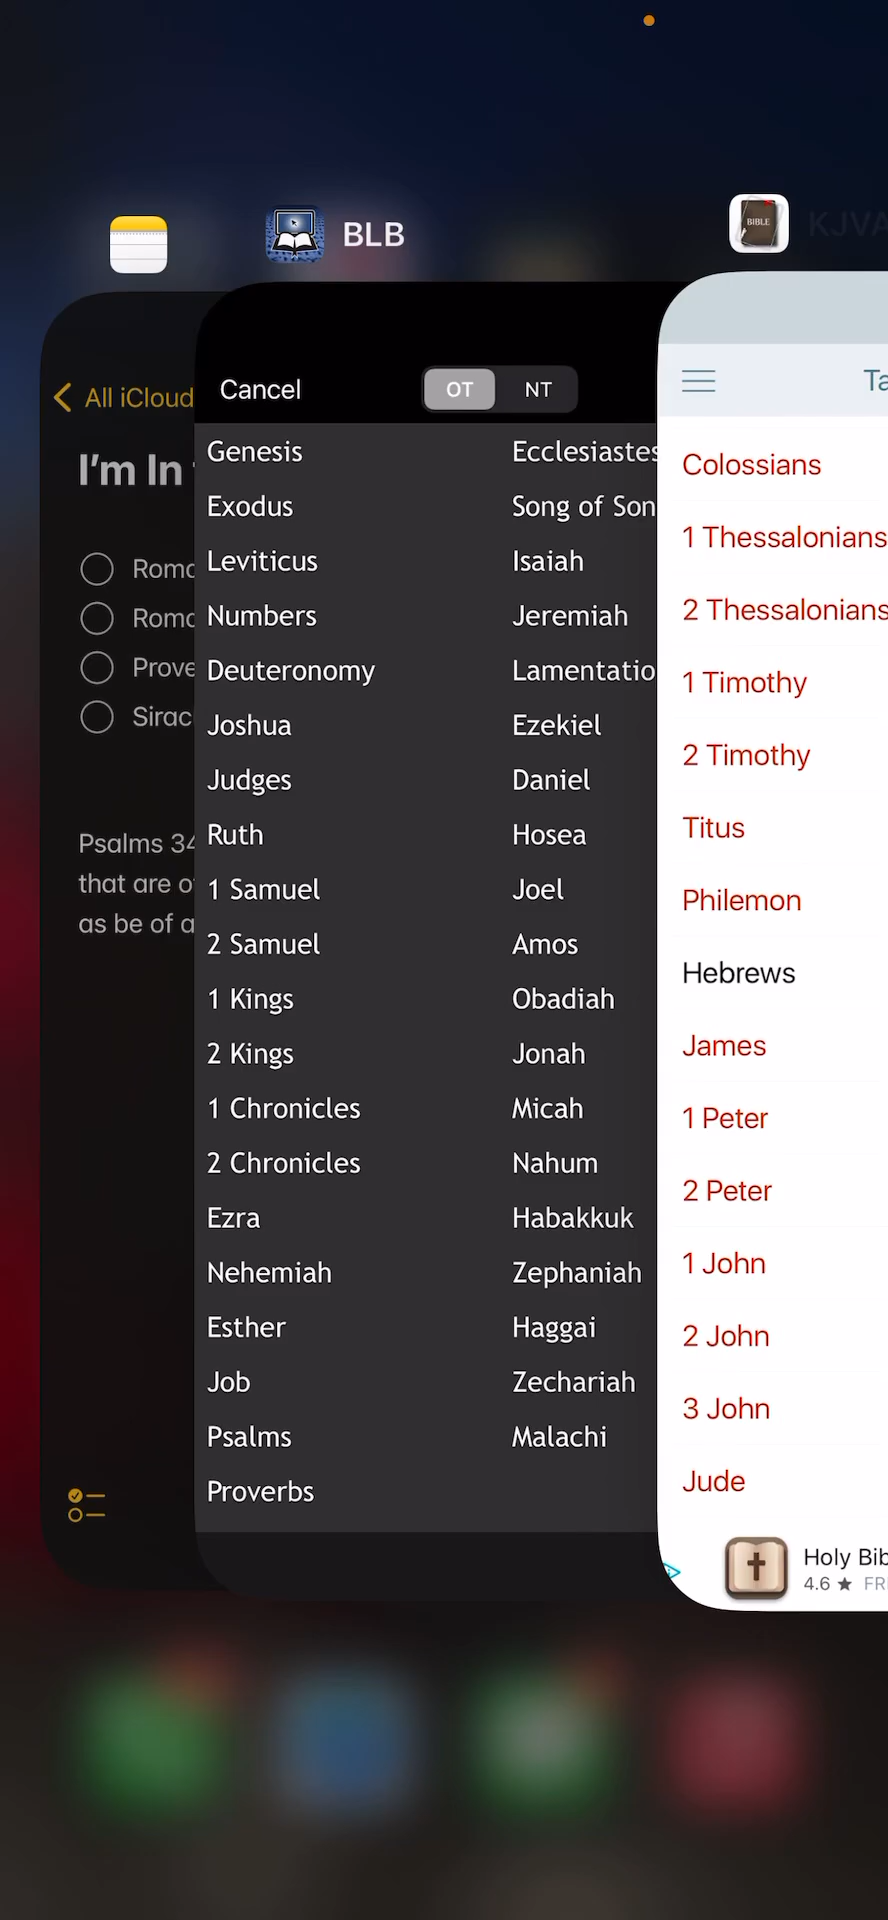 BLB
BIBLE
KJVA
All iCloud
I'm In
Roma
Roma
Prove
Sirac
Psalms 34
that are o
as be of a
Cancel
OT
NT
Genesis
Exodus
Leviticus
Numbers
Deuteronomy
Joshua
Judges
Ruth
1 Samuel
2 Samuel
1 Kings
2 Kings
1 Chronicles
2 Chronicles
Ezra
Nehemiah
Esther
Job
Psalms
Proverbs
Ecclesiastes
Song of Son
Isaiah
Jeremiah
Lamentatio
Ezekiel
Daniel
Hosea
Joel
Amos
Obadiah
Jonah
Micah
Nahum
Habakkuk
Zephaniah
Haggai
Zechariah
Malachi
Ta
Colossians
1 Thessalonians
2 Thessalonians
1 Timothy
2 Timothy
Titus
Philemon
Hebrews
James
1 Peter
2 Peter
1 John
2 John
3 John
Jude
Holy Bib
4.6 ★ FRE